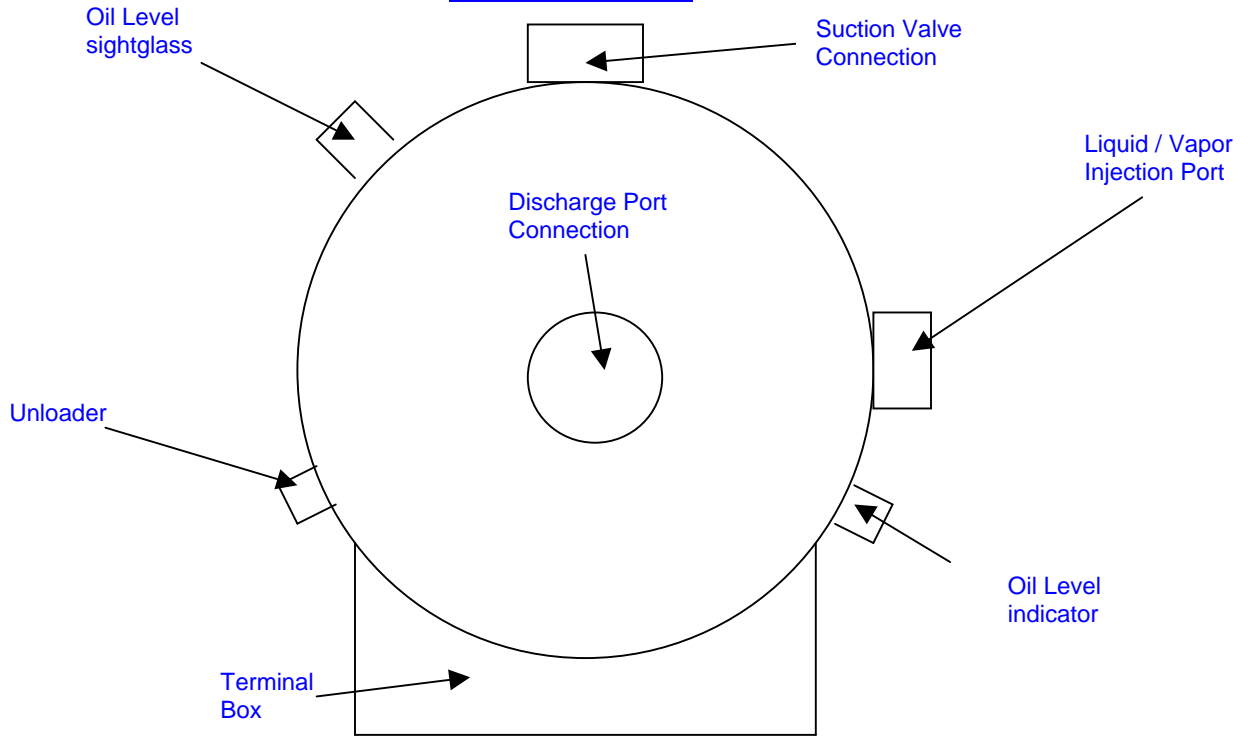 Oil Level
sightglass
Suction Valve
Connection
Liquid / Vapor
Injection Port
Discharge Port
Connection
Unloader
Oil Level
indicator
Terminal
Box